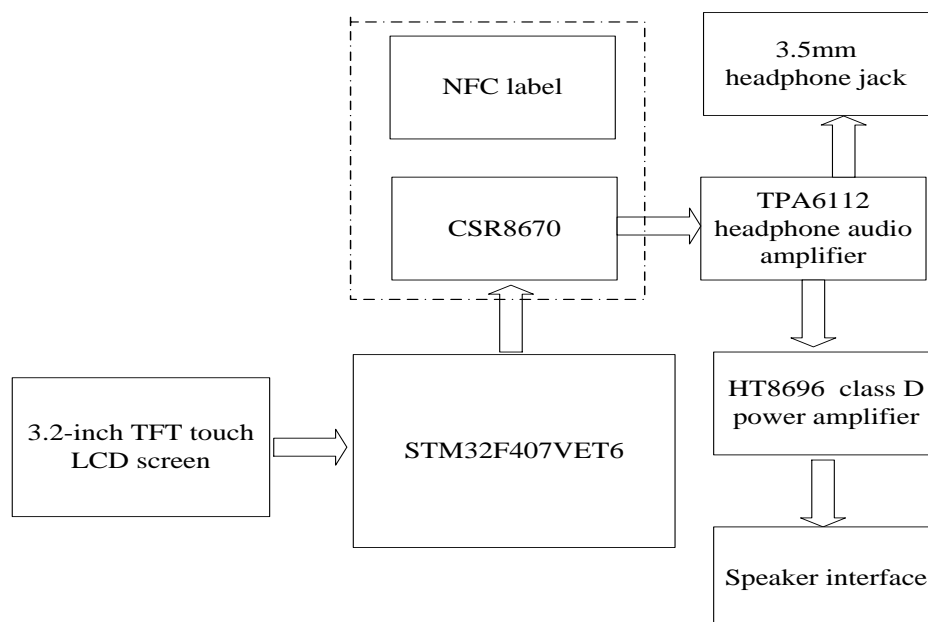 NFC label
3.5mm
headphone jack
CSR8670
TPA6112
headphone audio
amplifier
3.2-inch TFT touch
LCD screen
STM32F407VET6
HT8696 class D
power amplifier
Speaker interface